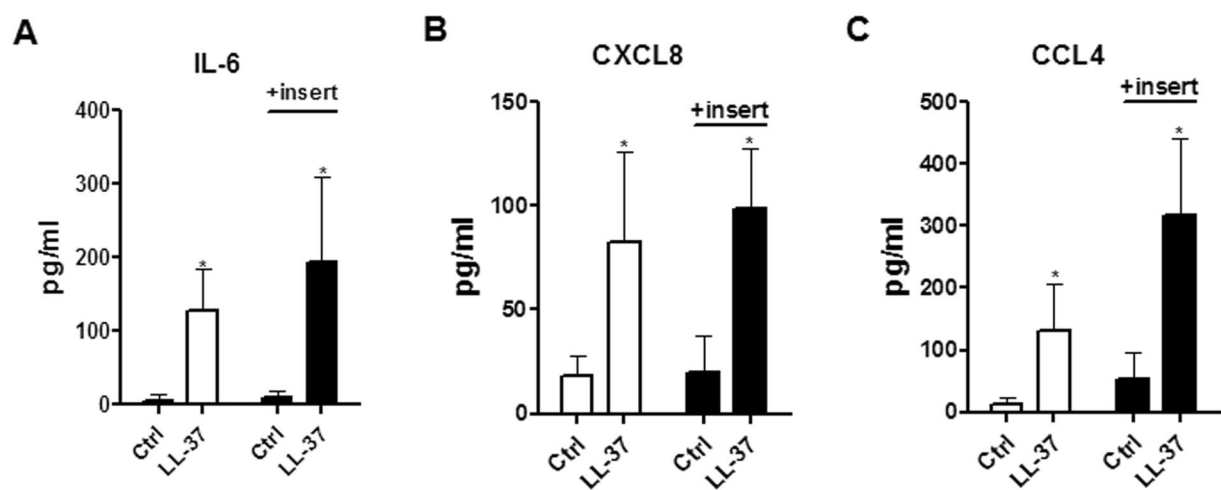 A
IL-6
+insert
400
300
200
100
0
pg/ml
*
*
Ctrl
LL-37
Ctrl
LL-37
B
CXCL8
+insert
150
100
50
0
pg/ml
*
*
Ctrl
LL-37
Ctrl
LL-37
C
CCL4
+insert
500
400
300
200
100
0
pg/ml
*
*
Ctrl
LL-37
Ctrl
LL-37